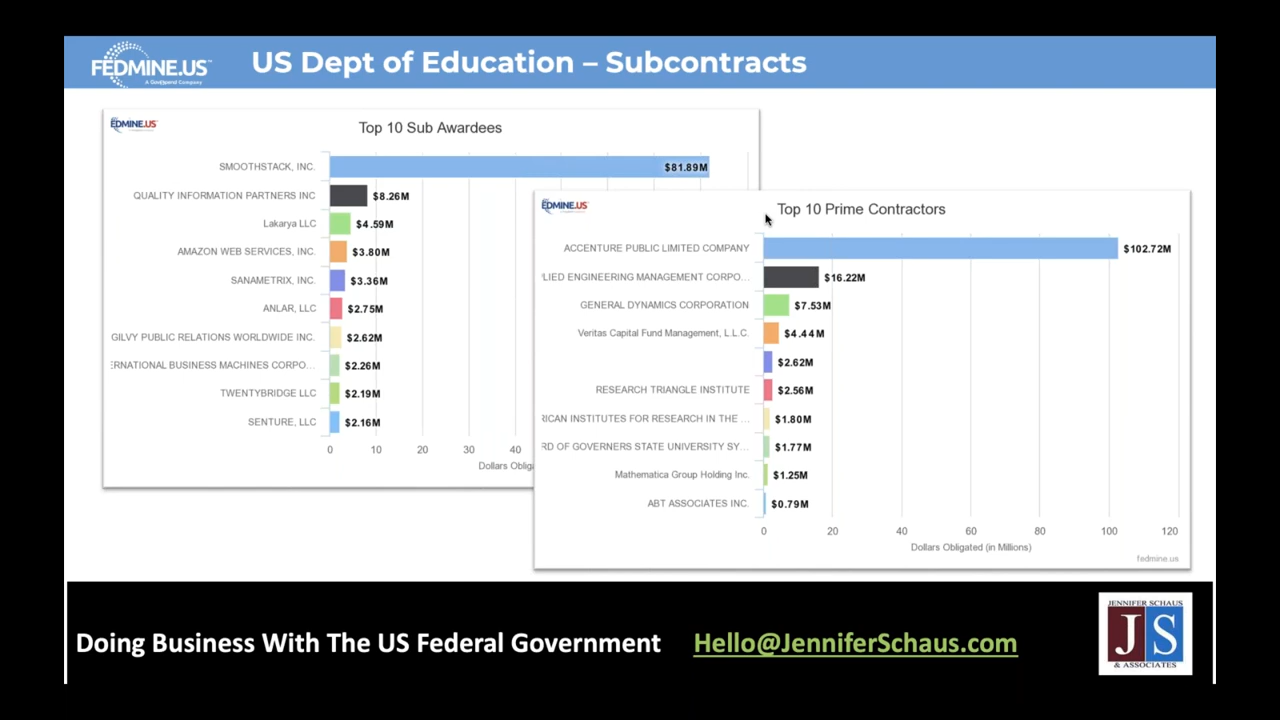 FEDMINE.US
A GovSpend Company
US Dept of Education – Subcontracts
EDMINE.US
Top 10 Sub Awardees
SMOOTHSTACK, INC.
$81.89M
QUALITY INFORMATION PARTNERS INC
$8.26M
Lakarya LLC
$4.59M
AMAZON WEB SERVICES, INC.
$3.80M
SANAMETRIX, INC.
$3.36M
ANLAR, LLC
$2.75M
GILVY PUBLIC RELATIONS WORLDWIDE INC.
$2.62M
ERNATIONAL BUSINESS MACHINES CORPO...
$2.26M
TWENTYBRIDGE LLC
$2.19M
SENTURE, LLC
$2.16M
0 10 20 30 40
Dollars Oblig
EDMINE.US
Top 10 Prime Contractors
ACCENTURE PUBLIC LIMITED COMPANY
$102.72M
LIED ENGINEERING MANAGEMENT CORPO...
$16.22M
GENERAL DYNAMICS CORPORATION
$7.53M
Veritas Capital Fund Management, L.L.C.
$4.44M
$2.62M
RESEARCH TRIANGLE INSTITUTE
$2.56M
RICAN INSTITUTES FOR RESEARCH IN THE ...
$1.80M
RD OF GOVERNERS STATE UNIVERSITY SY...
$1.77M
Mathematica Group Holding Inc.
$1.25M
ABT ASSOCIATES INC.
$0.79M
0 20 40 60 80 100 120
Dollars Obligated (in Millions)
fedmine.us
Doing Business With The US Federal Government Hello@JenniferSchaus.com
JENNIFER SCHAUS
J S
& ASSOCIATES